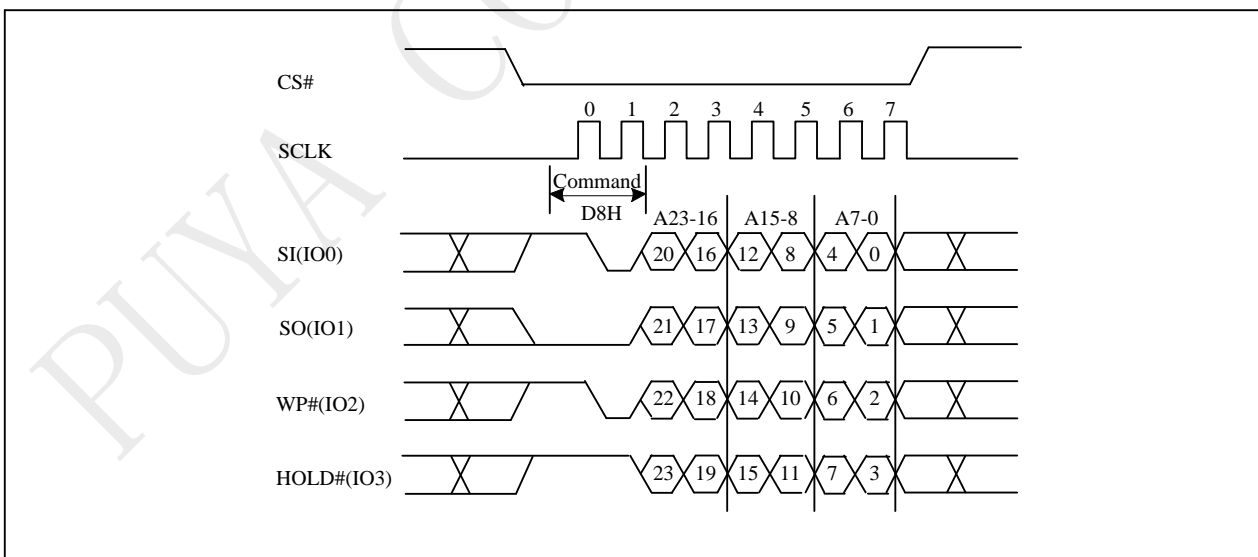 PUYA
CS#
0 1 2 3 4 5 6 7
SCLK
Command
D8H
A23-16 A15-8 A7-0
SI(IO0) 20 16 12 8 4 0
SO(IO1) 21 17 13 9 5 1
WP#(IO2) 22 18 14 10 6 2
HOLD#(IO3) 23 19 15 11 7 3